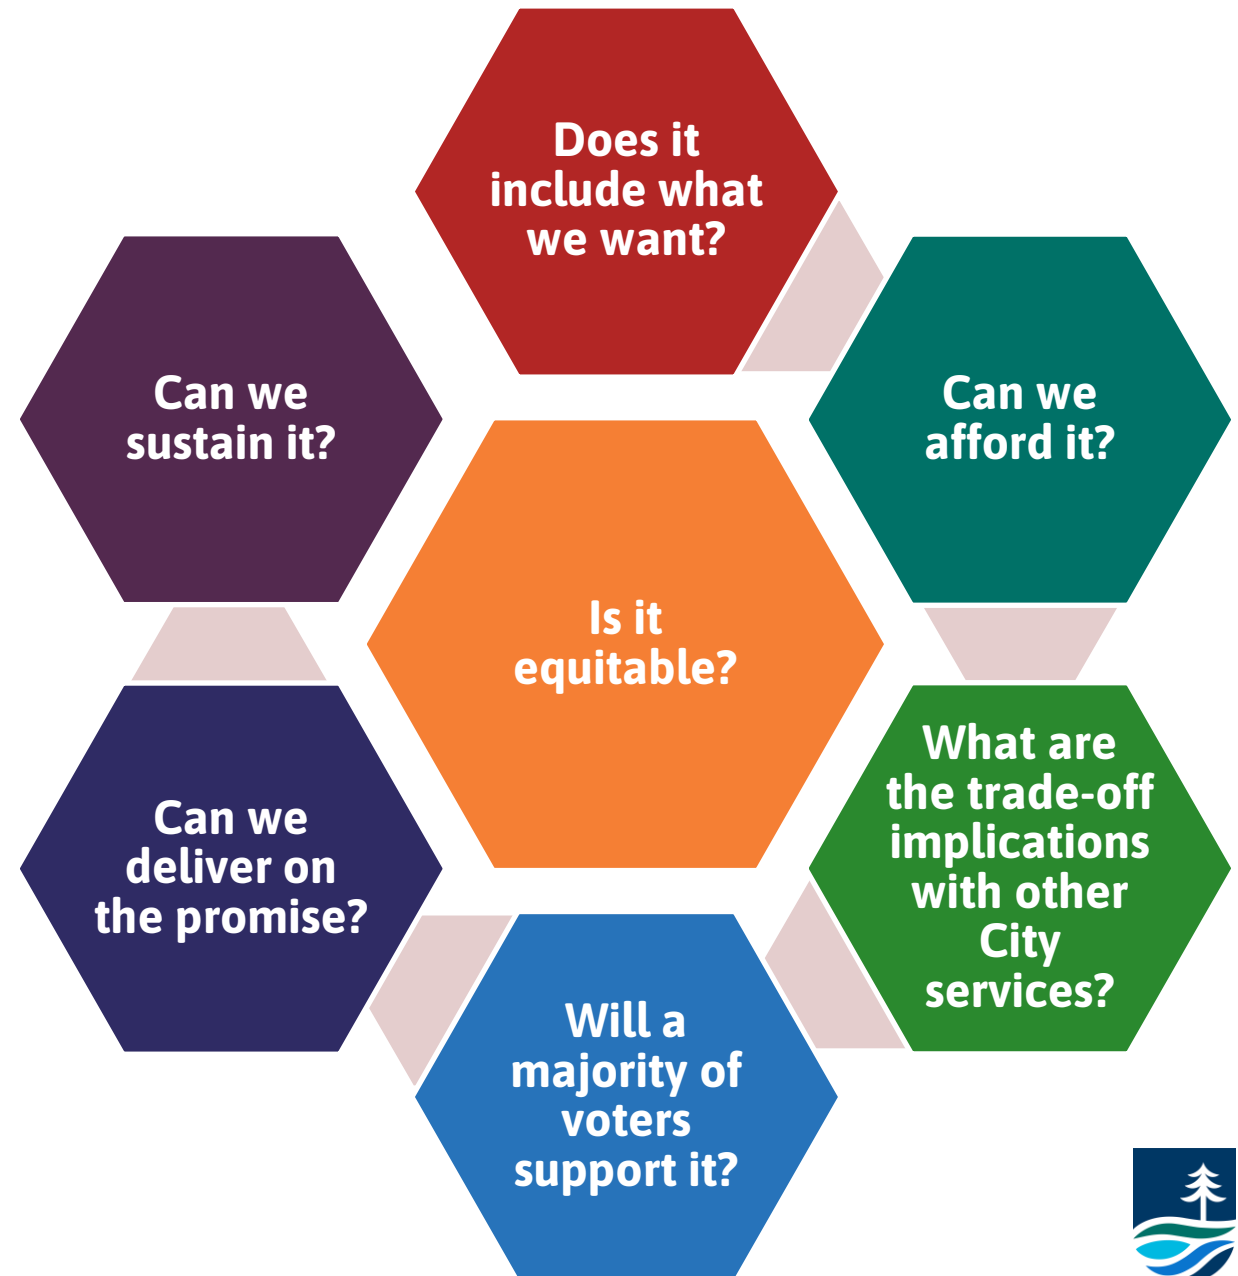 Does it
include what
we want?
Can we
sustain it?
Can we
afford it?
Is it
equitable?
Can we
deliver on
the promise?
What are
the trade-off
implications
with other
City
services?
Will a
majority of
voters
support it?